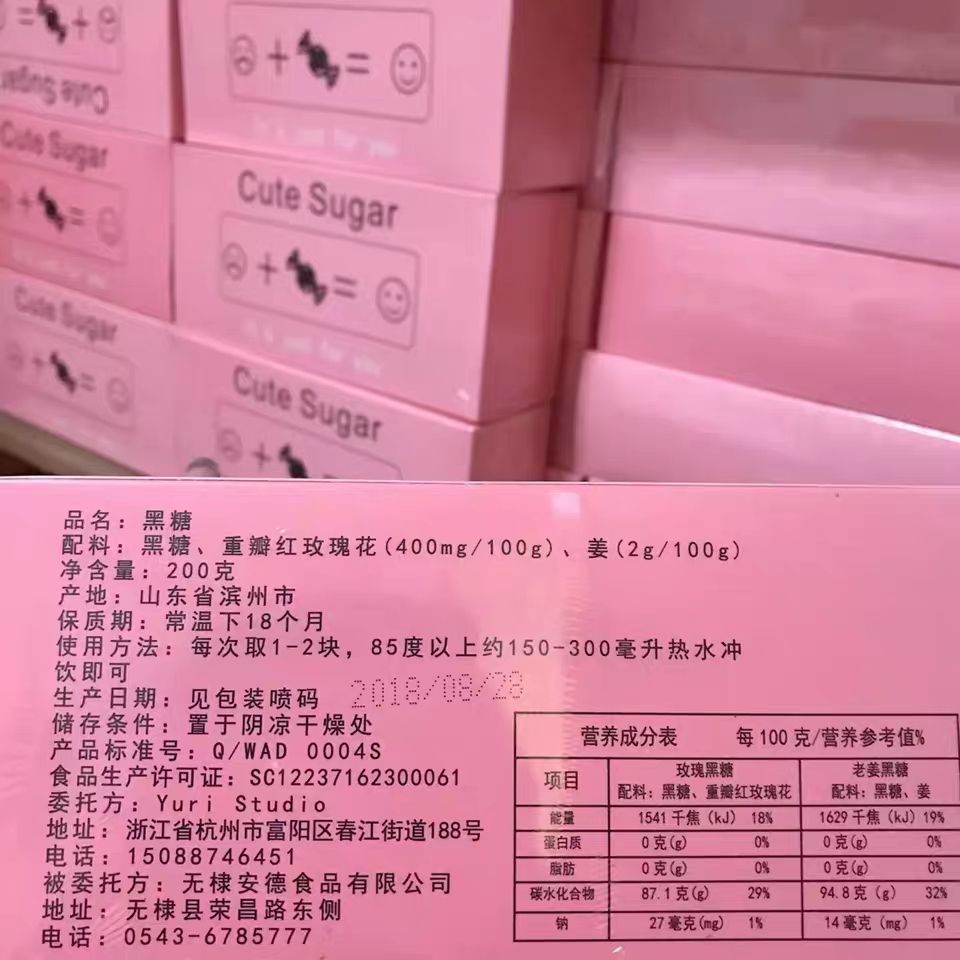 Cute Sugar
Cute Sugar
Cute Sugar
Cute Sugar
Cute Sugar
品名：黑糖
配料：黑糖、重瓣红玫瑰花(400mg/100g)、姜(2g/100g)
净含量：200克
产地：山东省滨州市
保质期：常温下18个月
使用方法：每次取1-2块，85度以上约150-300毫升热水冲
饮即可
生产日期：见包装喷码 2018/08/28
储存条件：置于阴凉干燥处
产品标准号：Q/WAD 0004S
食品生产许可证：SC12237162300061
委托方：Yuri Studio
地址：浙江省杭州市富阳区春江街道188号
电话：15088746451
被委托方：无棣安德食品有限公司
地址：无棣县荣昌路东侧
电话：0543-6785777
营养成分表 每100克/营养参考值%
项目 玫瑰黑糖 配料：黑糖、重瓣红玫瑰花 老姜黑糖 配料：黑糖、姜
能量 1541千焦（kJ） 18% 1629千焦（kJ） 19%
蛋白质 0克(g) 0% 0克(g) 0%
脂肪 0克(g) 0% 0克(g) 0%
碳水化合物 87.1克(g) 29% 94.8克（g） 32%
钠 27毫克(mg) 1% 14毫克(mg) 1%